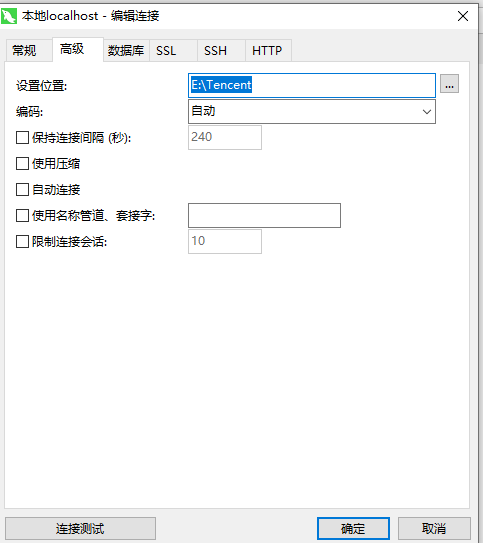 本地localhost - 编辑连接
常规 高级 数据库 SSL SSH HTTP
设置位置: E:\Tencent ...
编码: 自动
保持连接间隔 (秒): 240
使用压缩
自动连接
使用名称管道、套接字:
限制连接会话: 10
连接测试 确定 取消